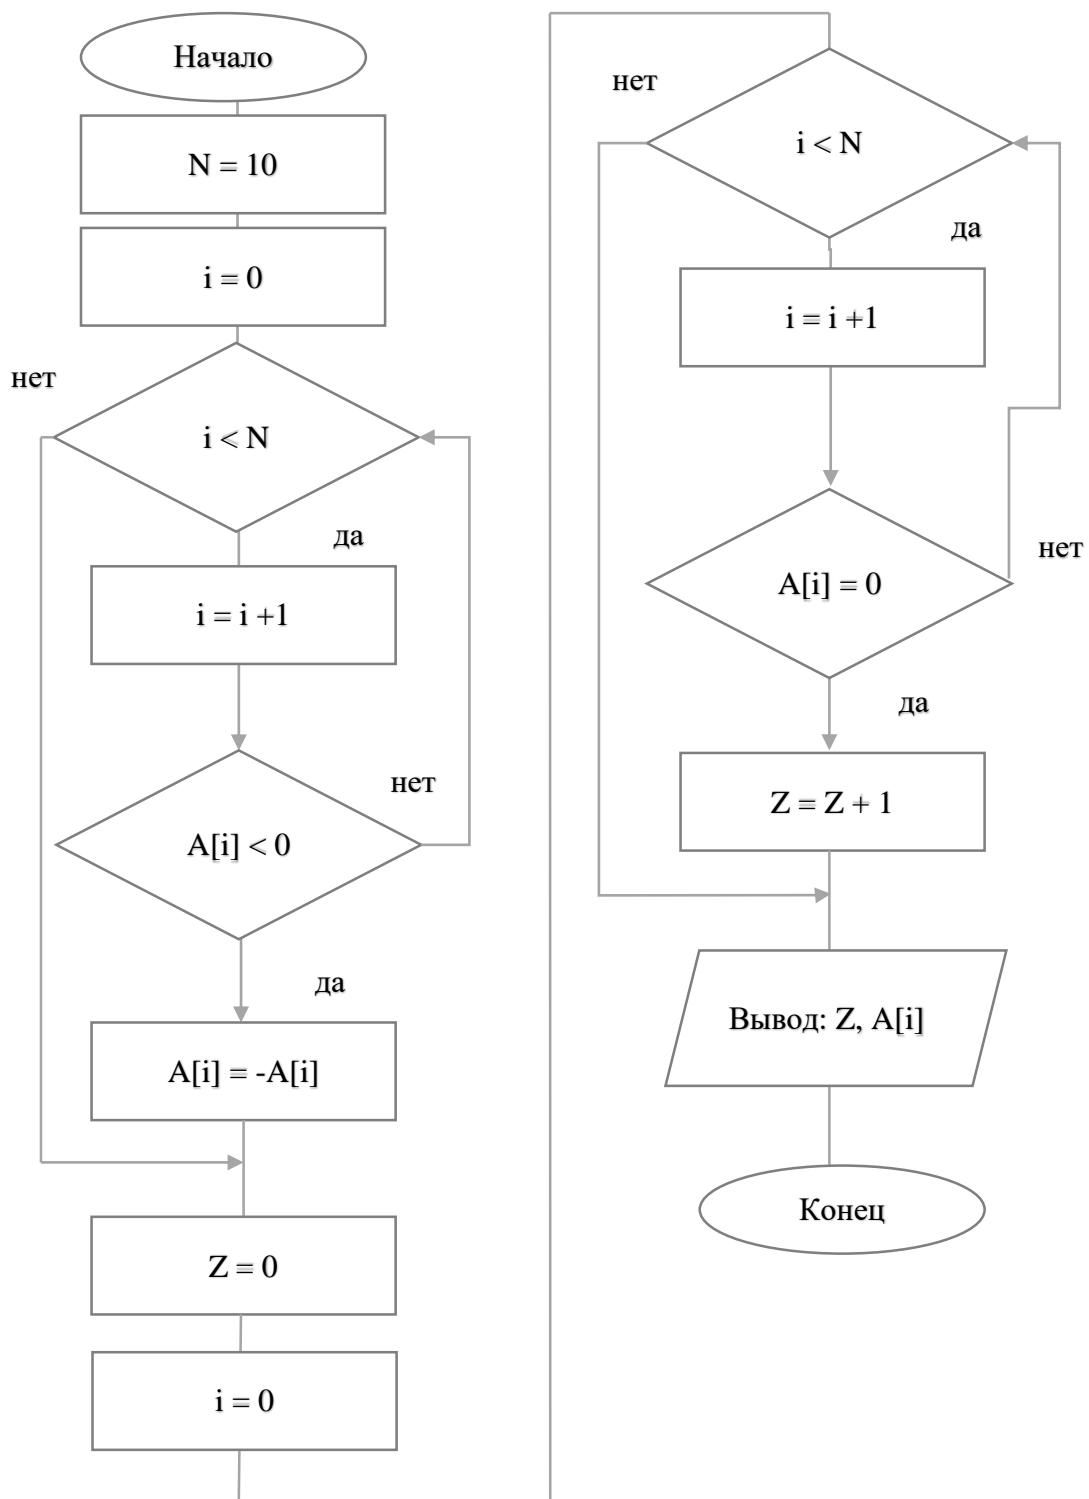 Начало
N = 10
i = 0
нет
i < N
да
i = i +1
нет
A[i] < 0
да
A[i] = -A[i]
Z = 0
i = 0
нет
i < N
да
i = i +1
нет
A[i] = 0
да
Z = Z + 1
Вывод: Z, A[i]
Конец